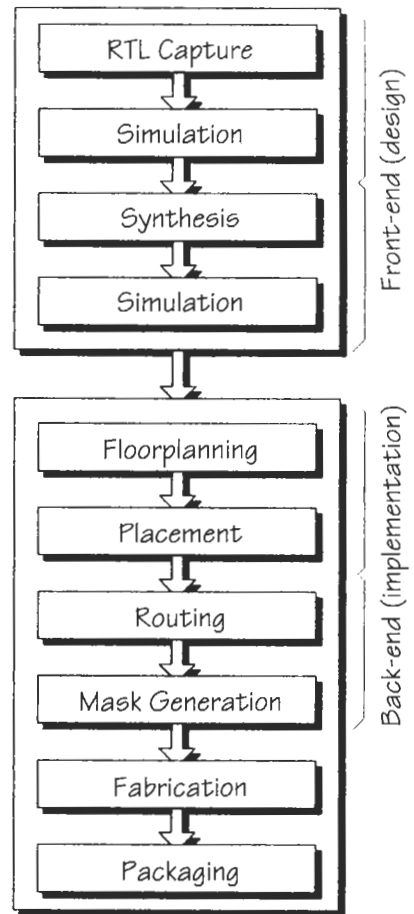 RTL Capture
Simulation
Synthesis
Simulation
Front-end (design)
Floorplanning
Placement
Routing
Mask Generation
Fabrication
Packaging
Back-end (implementation)